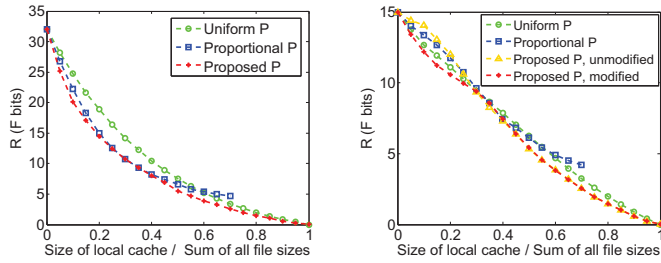 35
30
25
20
15
10
5
0
R (F bits)
0
0.2
0.4
0.6
0.8
1
Size of local cache / Sum of all file sizes
Uniform P
Proportional P
Proposed P
15
10
5
0
R (F bits)
0
0.2
0.4
0.6
0.8
1
Size of local cache / Sum of all file sizes
Uniform P
Proportional P
Proposed P, unmodified
Proposed P, modified